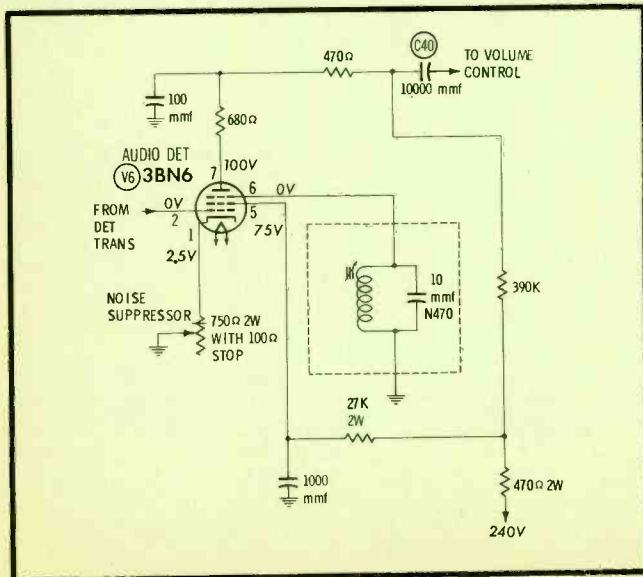 470Ω
C40
TO VOLUME
CONTROL
10000 mmf
100
mmf
680Ω
AUDIO DET
V6 3BN6
7
100V
6
0V
FROM
DET
TRANS
0V
2
5
75V
1
2.5V
NOISE
SUPPRESSOR
750Ω 2W
WITH 100Ω
STOP
10
mmf
N470
390K
27K
2W
1000
mmf
470Ω 2W
240V